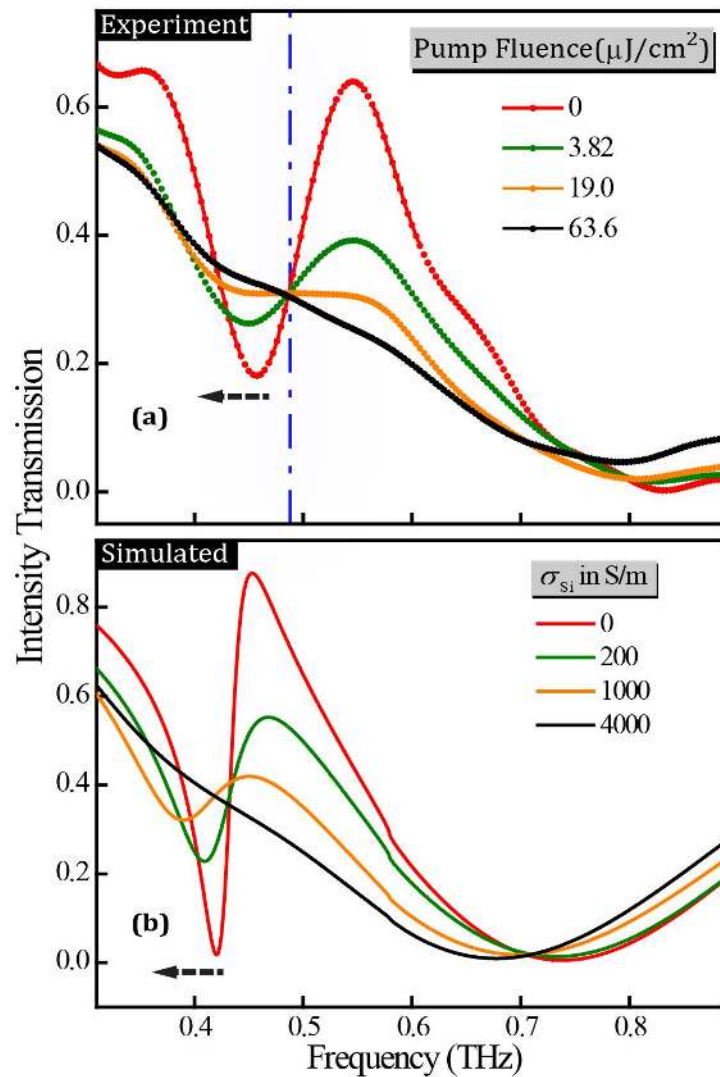 Experiment
Pump Fluence(μJ/cm²)
0
3.82
19.0
63.6
0.6
0.4
0.2
0.0
(a)
Intensity Transmission
Simulated
σSi in S/m
0
200
1000
4000
0.8
0.6
0.4
0.2
0.0
(b)
0.4 0.5 0.6 0.7 0.8
Frequency (THz)